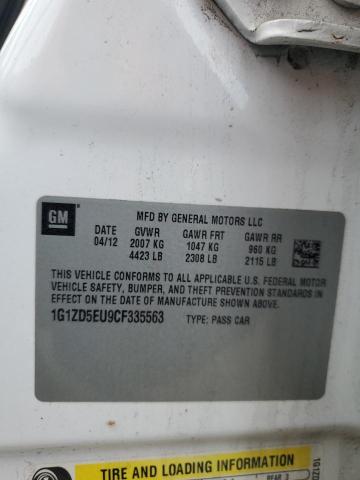 GM
MFD BY GENERAL MOTORS LLC
DATE GVWR GAWR FRT GAWR RR
04/12 2007 KG 1047 KG 960 KG
4423 LB 2308 LB 2115 LB
THIS VEHICLE CONFORMS TO ALL APPLICABLE U.S. FEDERAL MOTOR
VEHICLE SAFETY, BUMPER, AND THEFT PREVENTION STANDARDS IN
EFFECT ON THE DATE OF MANUFACTURE SHOWN ABOVE.
1G1ZD5EU9CF335563 TYPE: PASS CAR
TIRE AND LOADING INFORMATION
REAR